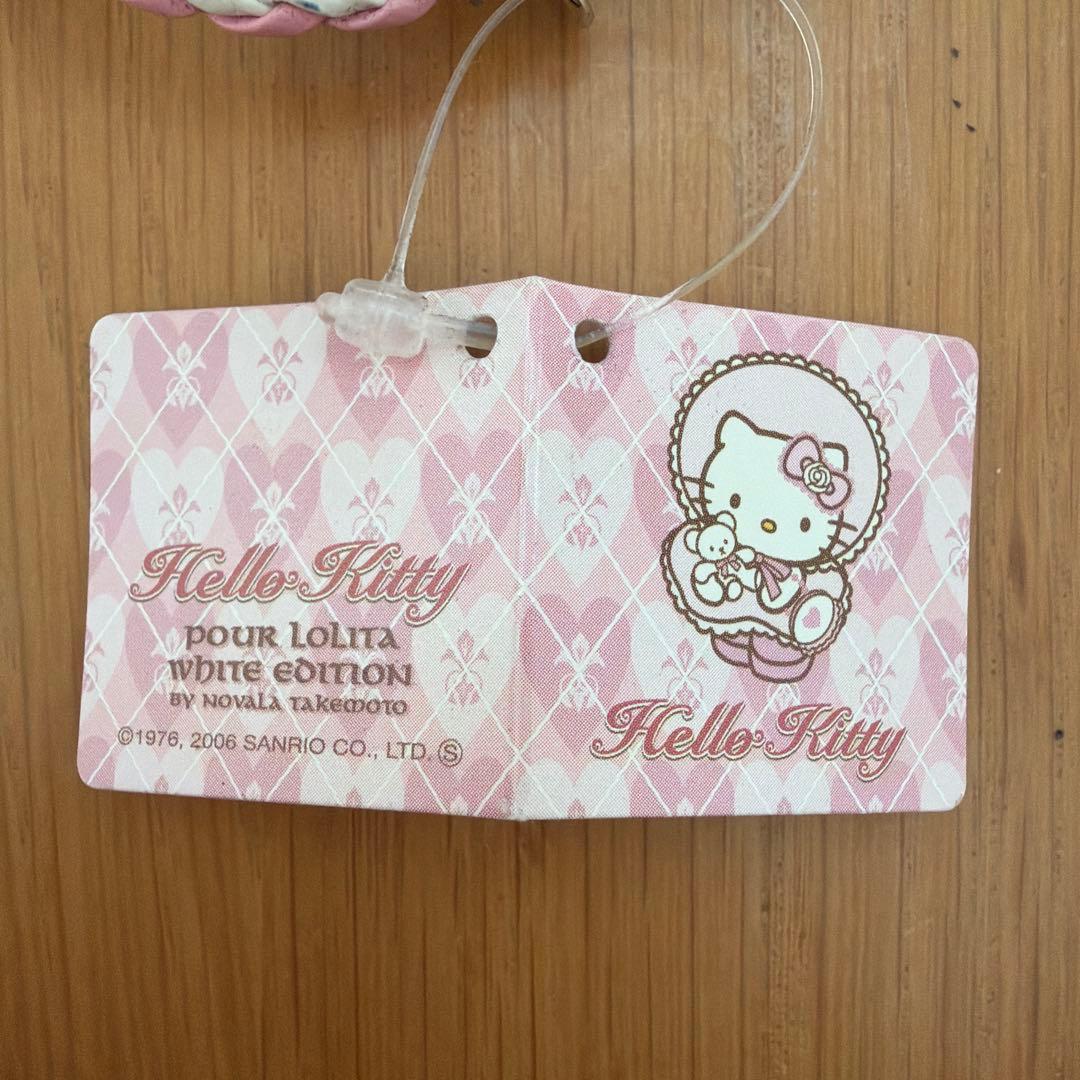 Hello Kitty
POUR LOLITA
WHITE EDITION
BY NOVALA TAKEMOTO
©1976, 2006 SANRIO CO., LTD. Ⓢ
Hello Kitty